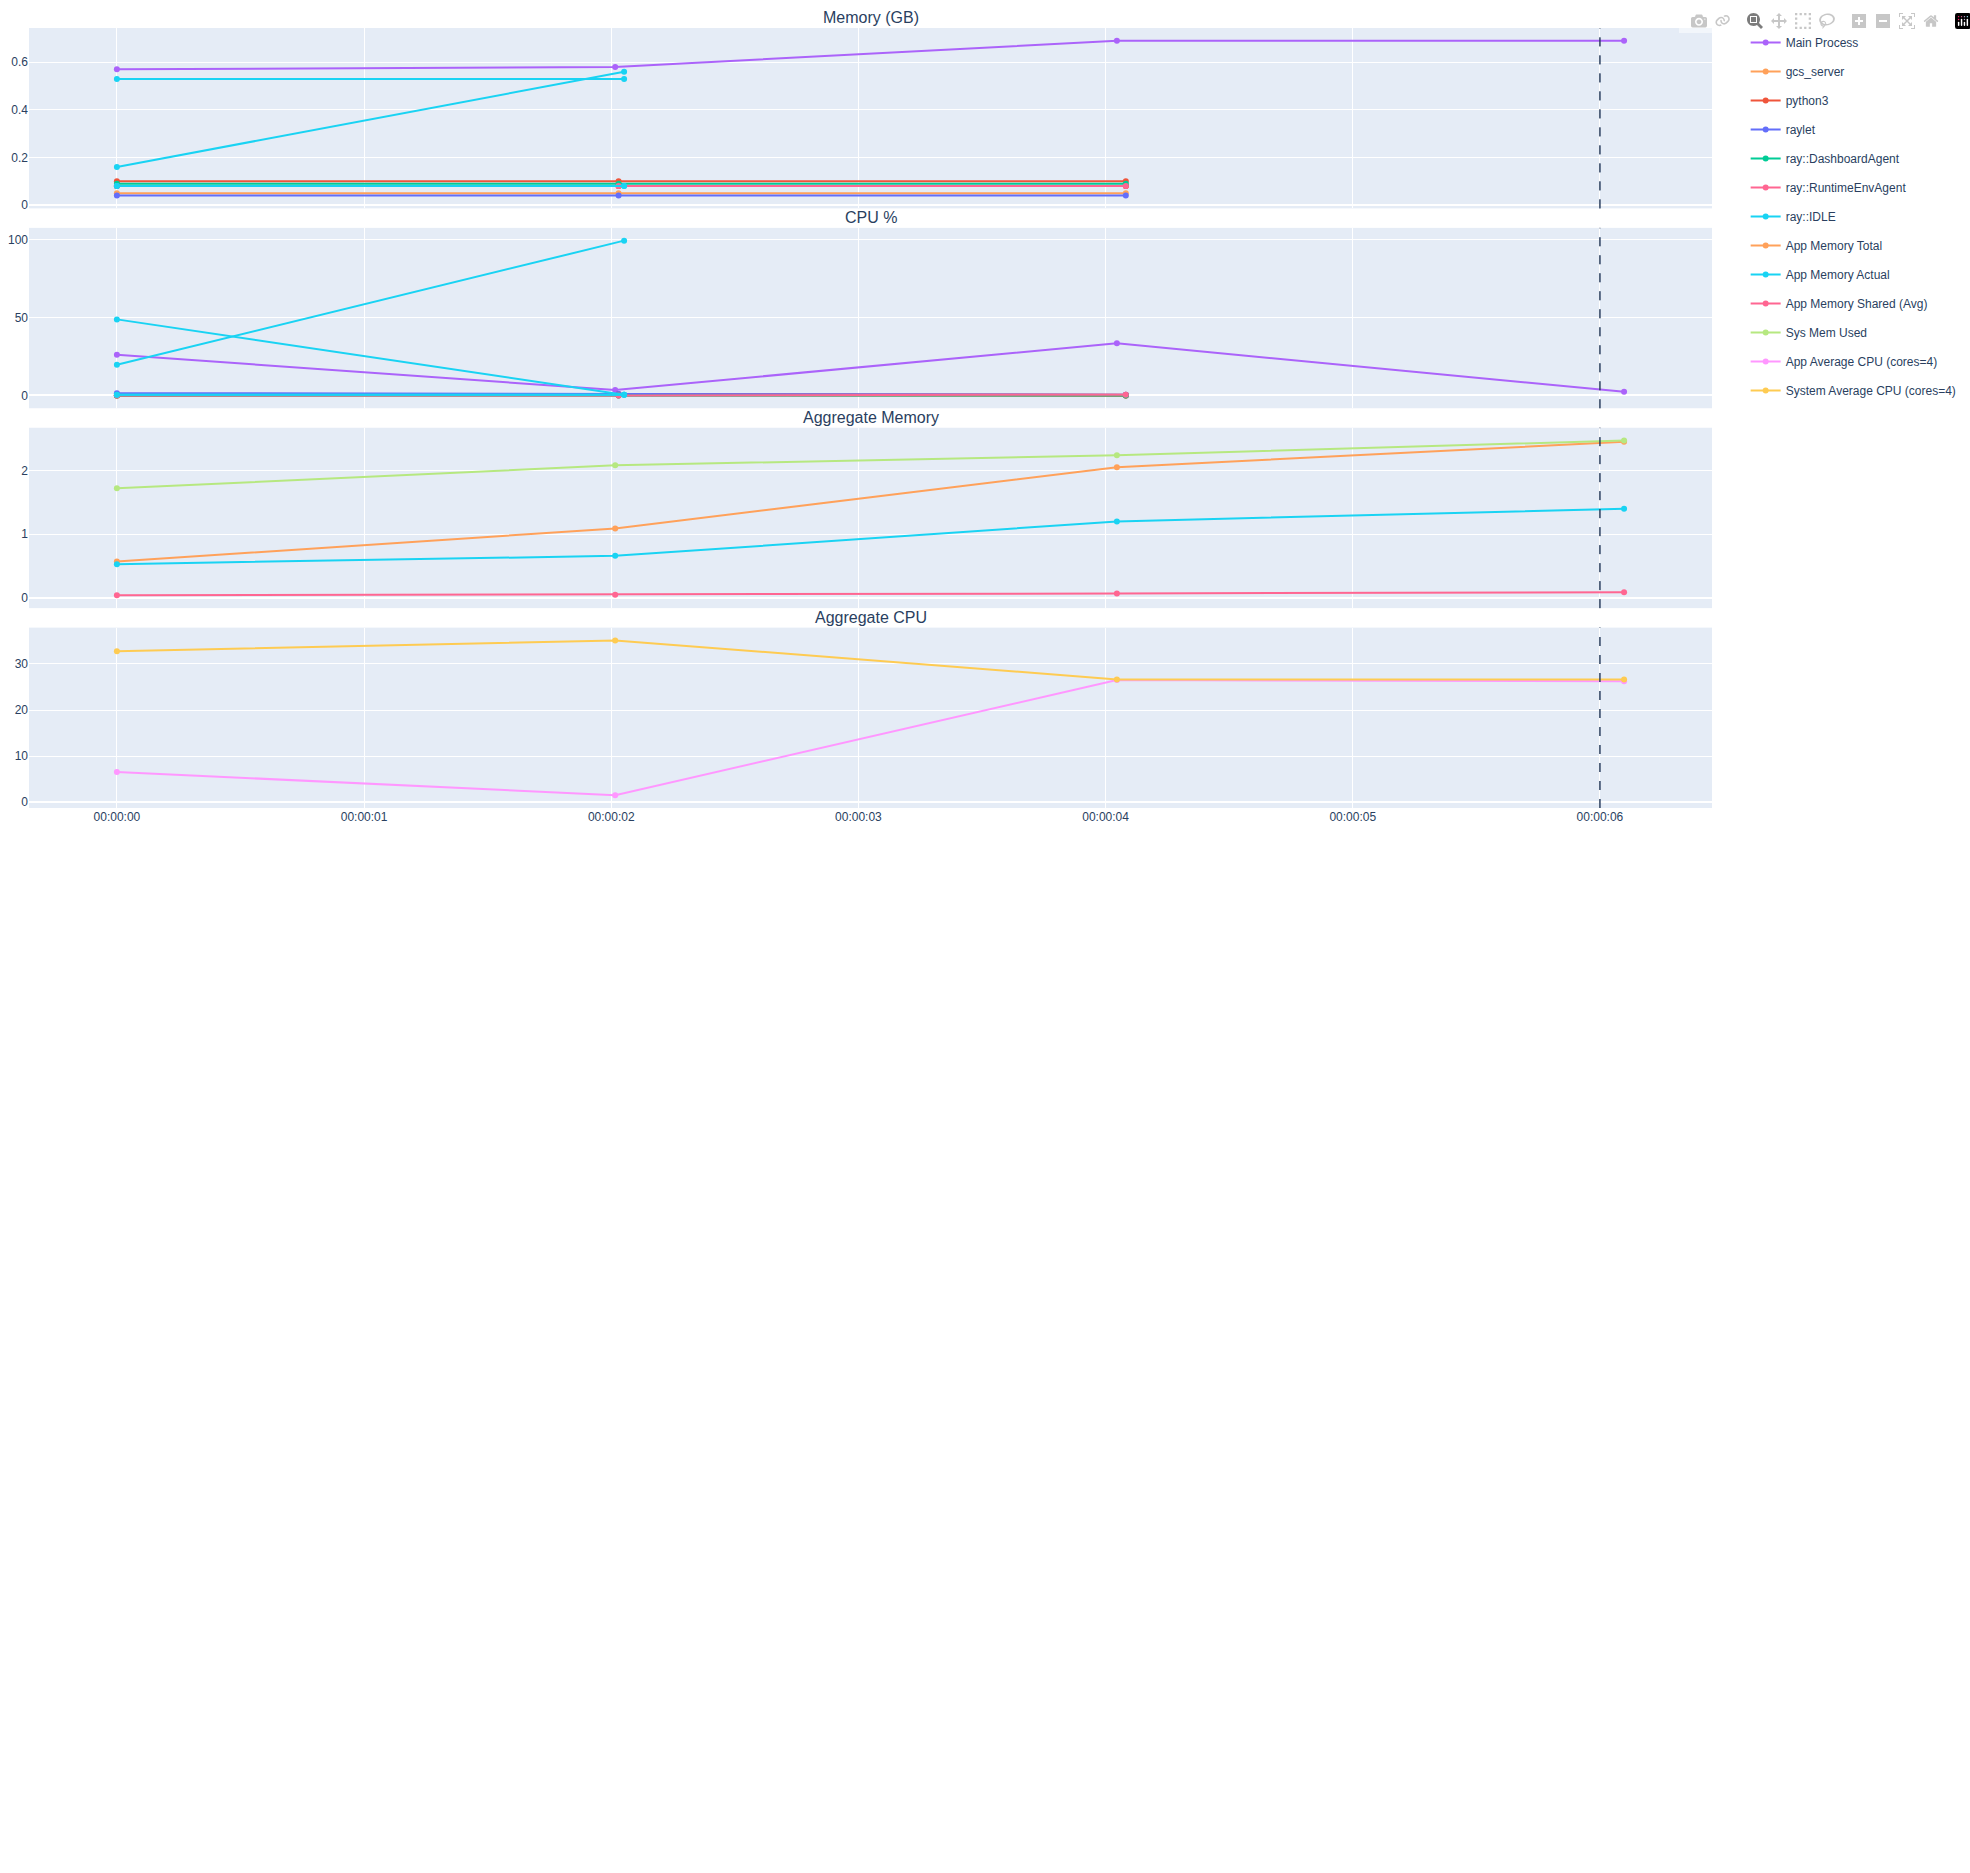 Memory (GB)
0.6
0.4
0.2
0
CPU %
100
50
0
Aggregate Memory
2
1
0
Aggregate CPU
30
20
10
0
00:00:00
00:00:01
00:00:02
00:00:03
00:00:04
00:00:05
00:00:06
Main Process
gcs_server
python3
raylet
ray::DashboardAgent
ray::RuntimeEnvAgent
ray::IDLE
App Memory Total
App Memory Actual
App Memory Shared (Avg)
Sys Mem Used
App Average CPU (cores=4)
System Average CPU (cores=4)